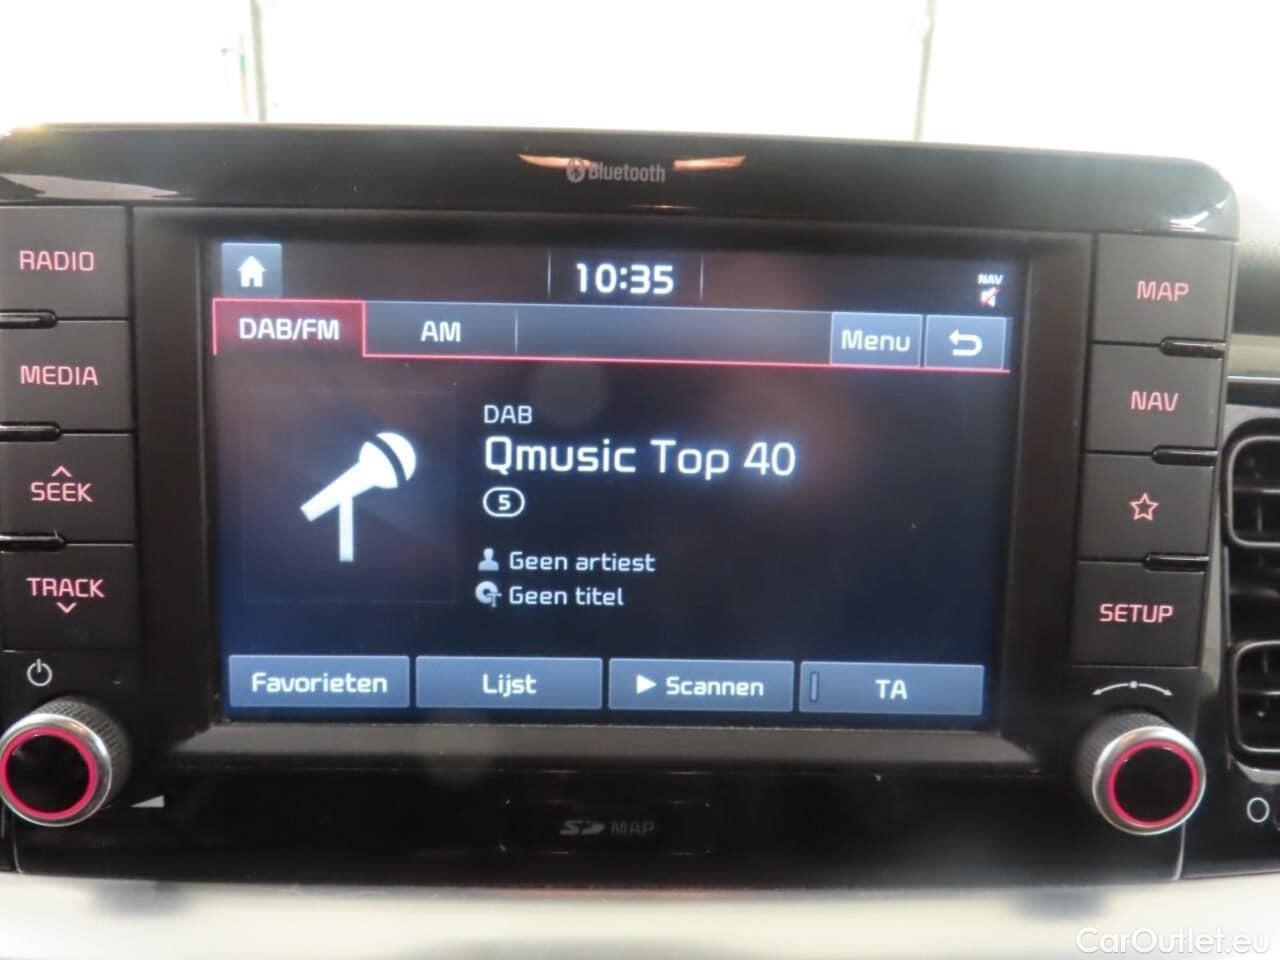 Bluetooth
RADIO
MEDIA
SEEK
TRACK
10:35
NAV
DAB/FM
AM
Menu
DAB
Qmusic Top 40
5
Geen artiest
Geen titel
Favorieten
Lijst
Scannen
TA
MAP
NAV
SETUP
SD MAP
CarOutlet.eu